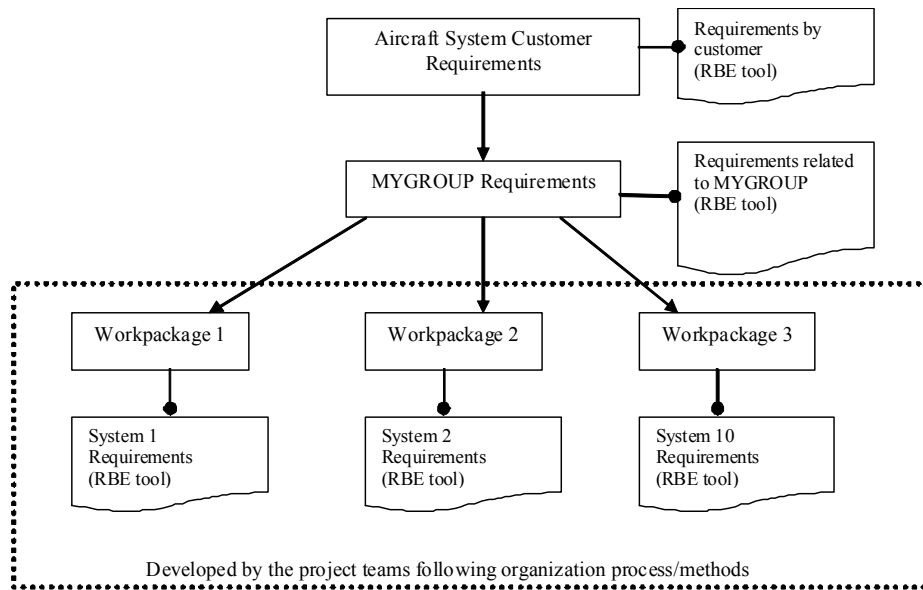 Aircraft System Customer
Requirements
Requirements by
customer
(RBE tool)
MYGROUP Requirements
Requirements related
to MYGROUP
(RBE tool)
Workpackage 1
Workpackage 2
Workpackage 3
System 1
Requirements
(RBE tool)
System 2
Requirements
(RBE tool)
System 10
Requirements
(RBE tool)
Developed by the project teams following organization process/methods